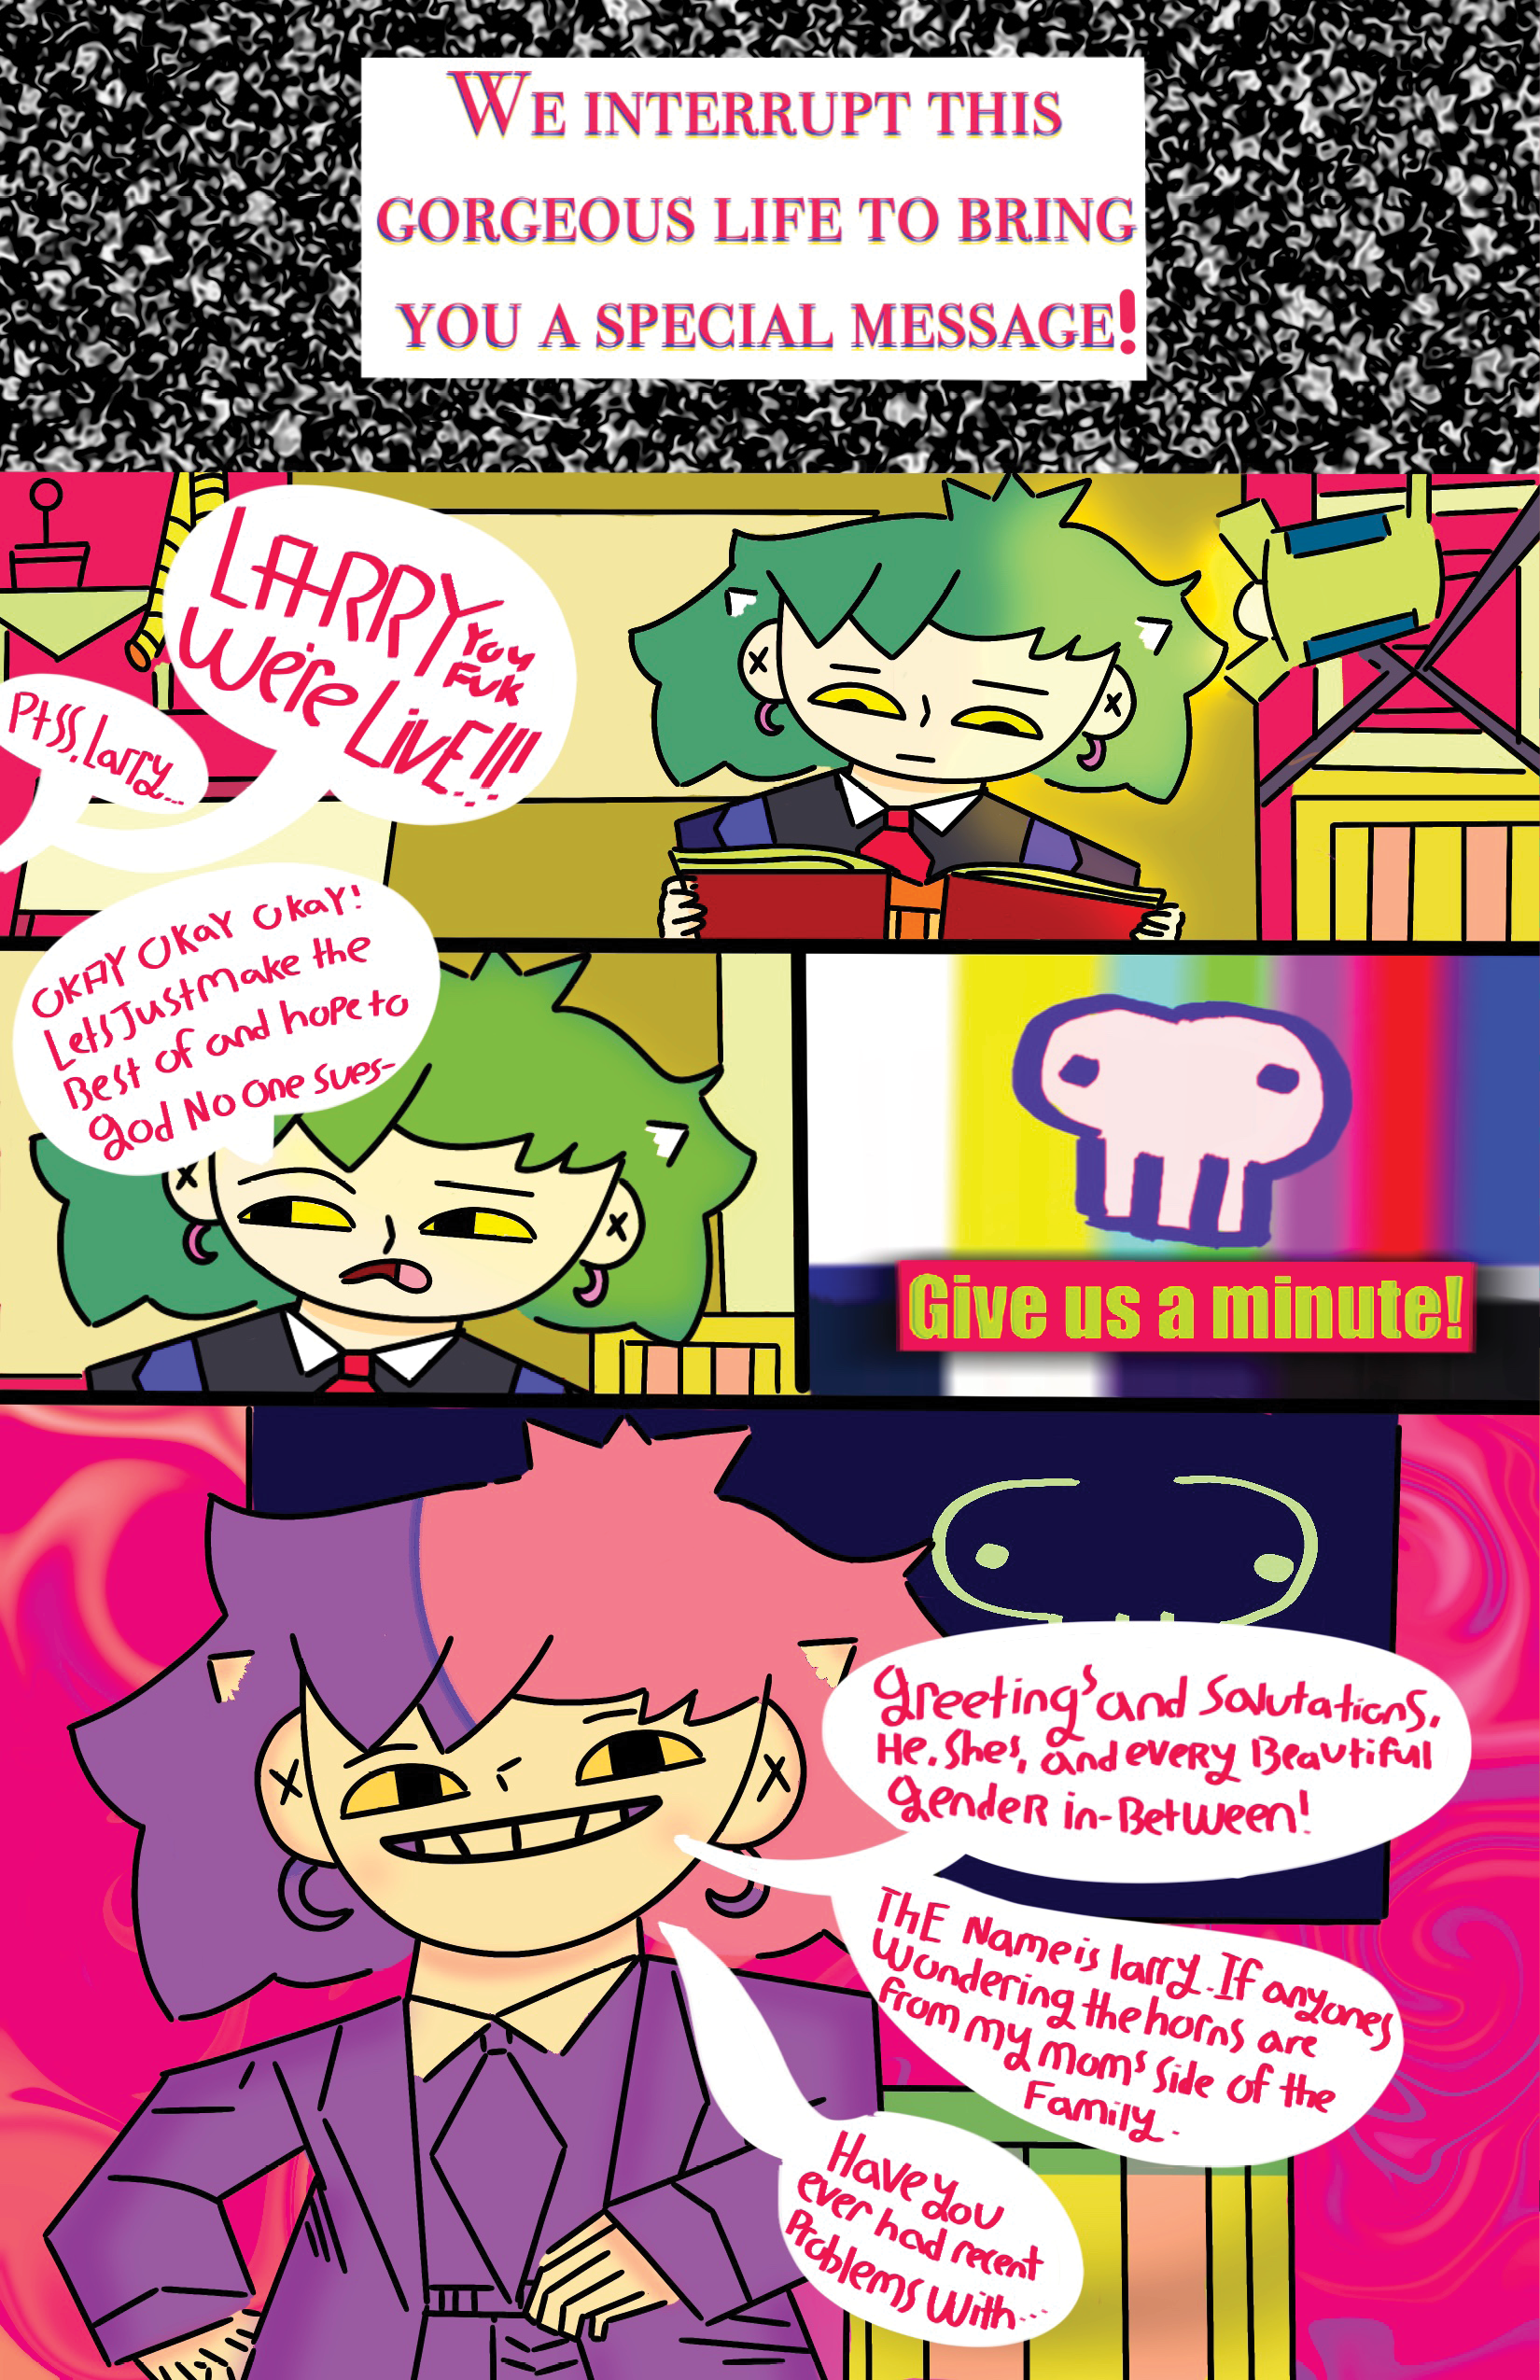 WE INTERRUPT THIS
GORGEOUS LIFE TO BRING
YOU A SPECIAL MESSAGE!
Ptss, Larry...
LARRY
You
Fuk
We're Live!!!
OKAY OKAY OKAY!
Lets Just make the
Best of and hope to
god No one sues-
Give us a minute!
Greeting's and Salutations,
He, She's, and every Beautiful
Gender in-Between!
The Name is larry. If anyones
Wondering the horns are
from my mom's side of the
Family.
Have you
ever had recent
Problems with...